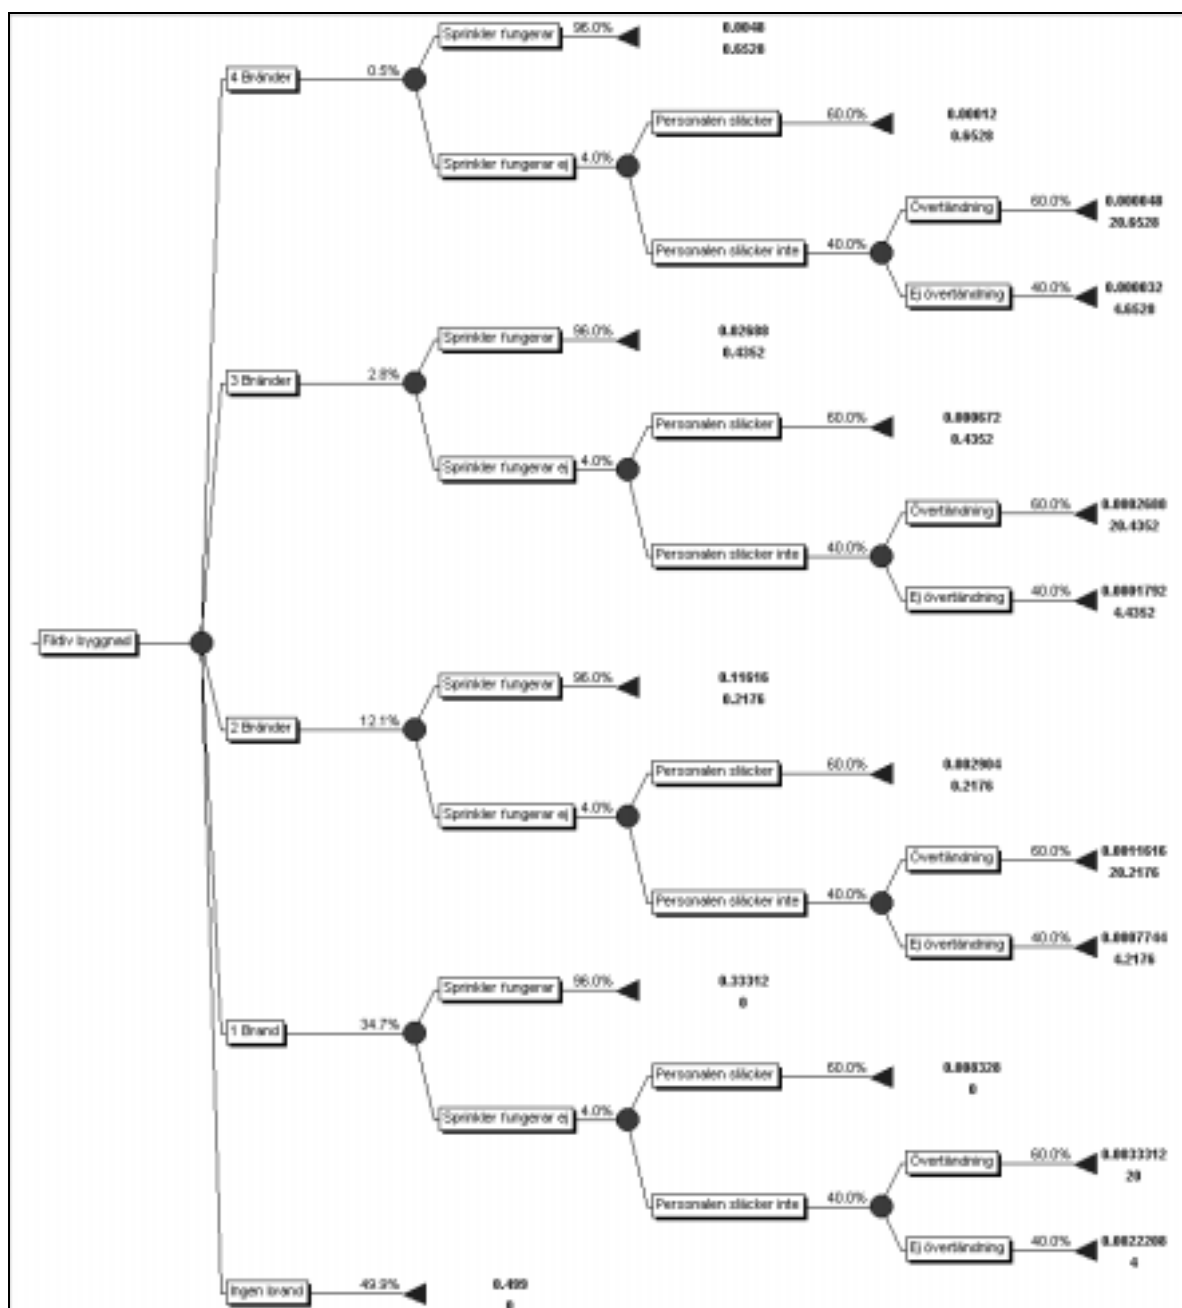 Sprinkler fungerar 96.0% 0.0048
0.6528
4 Bränder 0.5%
Personalen släcker 60.0% 0.00012
0.6528
Sprinkler fungerar ej 4.0%
Övertändning 60.0% 0.000048
20.6528
Personalen släcker inte 40.0%
Ej övertändning 40.0% 0.000032
4.6528
Sprinkler fungerar 96.0% 0.02688
0.4352
3 Bränder 2.8%
Personalen släcker 60.0% 0.000672
0.4352
Sprinkler fungerar ej 4.0%
Övertändning 60.0% 0.0002688
20.4352
Personalen släcker inte 40.0%
Ej övertändning 40.0% 0.0001792
4.4352
Fiktiv byggnad
Sprinkler fungerar 96.0% 0.11616
0.2176
2 Bränder 12.1%
Personalen släcker 60.0% 0.002904
0.2176
Sprinkler fungerar ej 4.0%
Övertändning 60.0% 0.0011616
20.2176
Personalen släcker inte 40.0%
Ej övertändning 40.0% 0.0007744
4.2176
Sprinkler fungerar 96.0% 0.33312
0
1 Brand 34.7%
Personalen släcker 60.0% 0.008328
0
Sprinkler fungerar ej 4.0%
Övertändning 60.0% 0.0033312
20
Personalen släcker inte 40.0%
Ej övertändning 40.0% 0.0022208
4
Ingen brand 49.9% 0.499
0